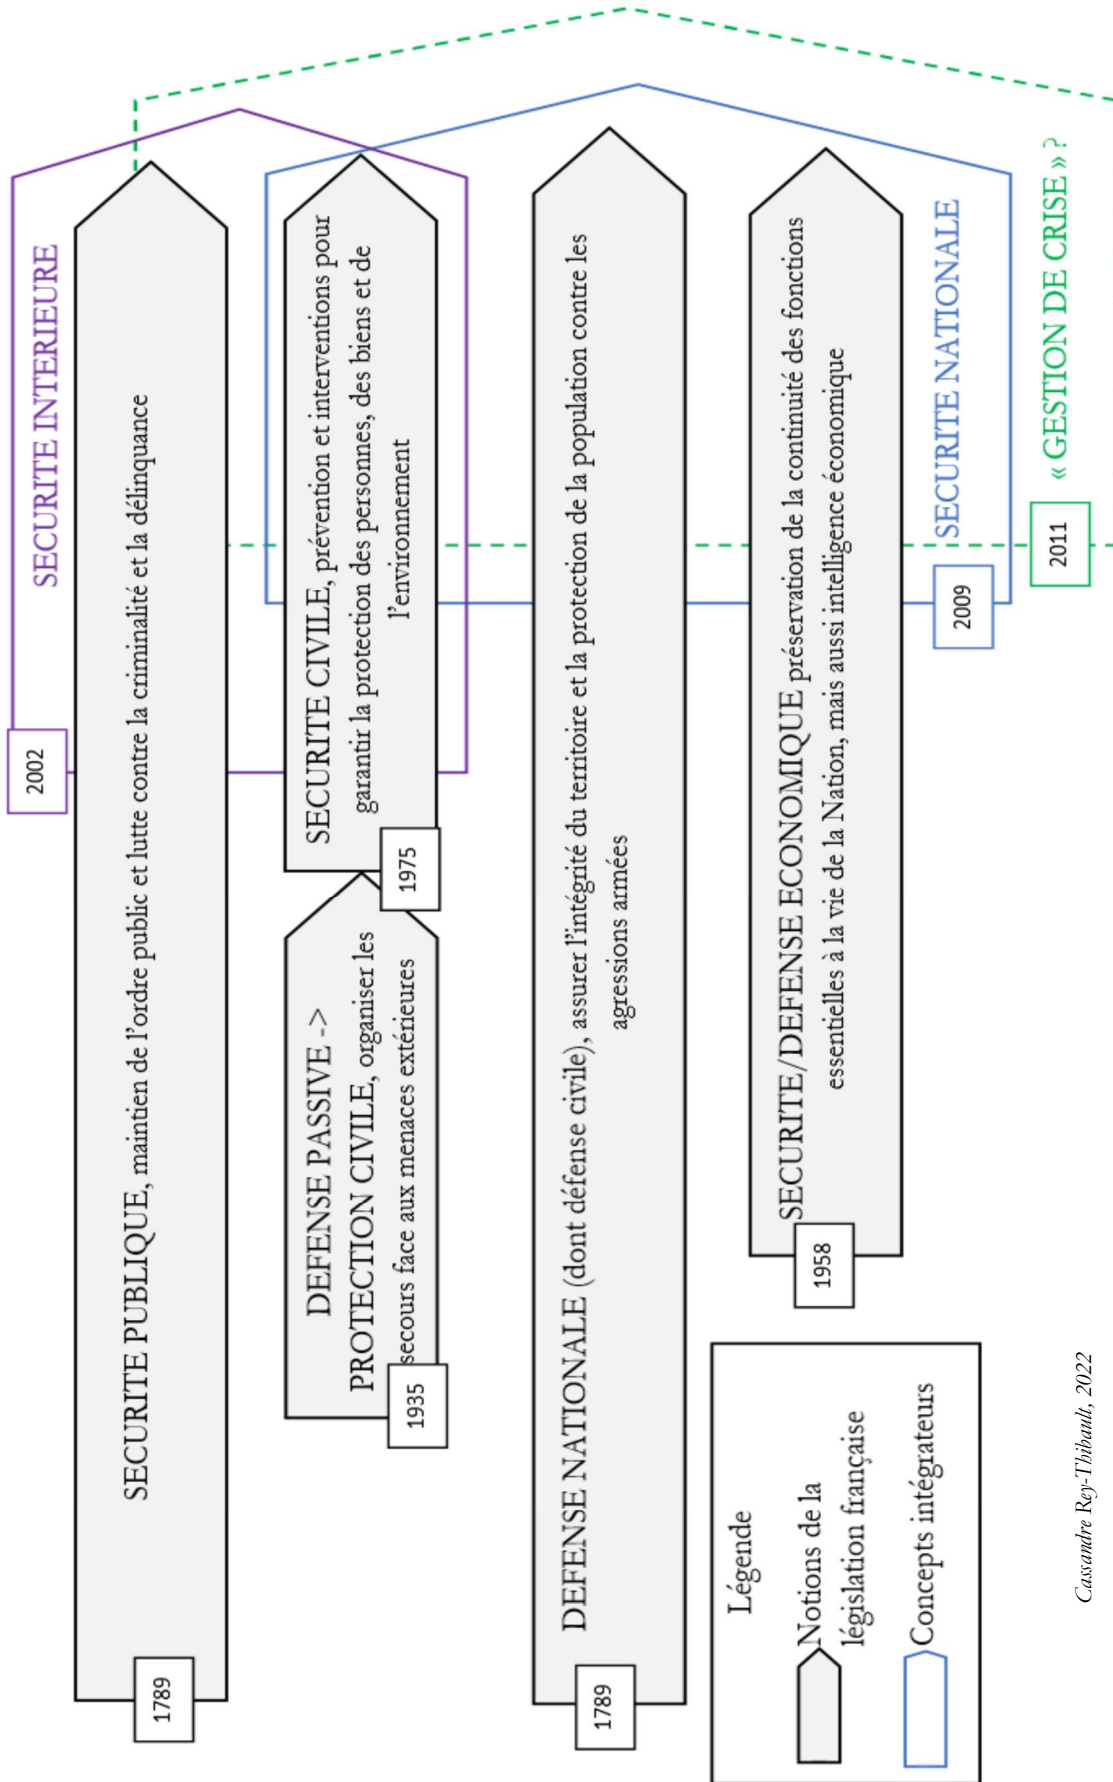 SECURITE INTERIEURE
2002
SECURITE PUBLIQUE, maintien de l'ordre public et lutte contre la criminalité et la délinquance
1789
DEFENSE PASSIVE ->
PROTECTION CIVILE, organiser les
secours face aux menaces extérieures
1935
SECURITE CIVILE, prévention et interventions pour
garantir la protection des personnes, des biens et de
l'environnement
1975
DEFENSE NATIONALE (dont défense civile), assurer l'intégrité du territoire et la protection de la population contre les
agressions armées
1789
SECURITE/DEFENSE ECONOMIQUE préservation de la continuité des fonctions
essentielles à la vie de la Nation, mais aussi intelligence économique
1958
SECURITE NATIONALE
2009
« GESTION DE CRISE » ?
2011
Légende
Notions de la
législation française
Concepts intégrateurs
Cassandre Rey-Thibault, 2022